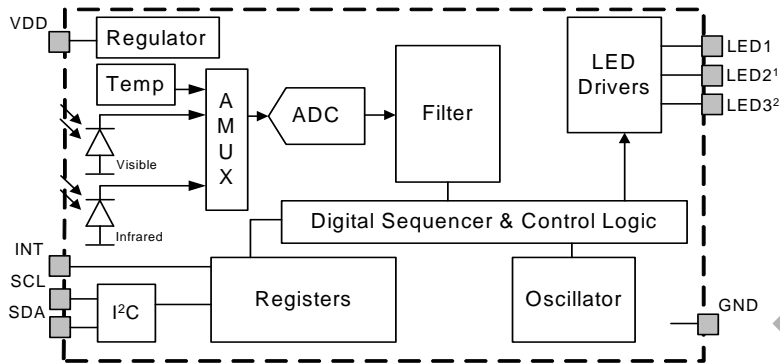 VDD
Regulator
Temp
Visible
Infrared
A
M
U
X
ADC
Filter
LED
Drivers
LED1
LED2¹
LED3²
Digital Sequencer & Control Logic
INT
SCL
SDA
I²C
Registers
Oscillator
GND